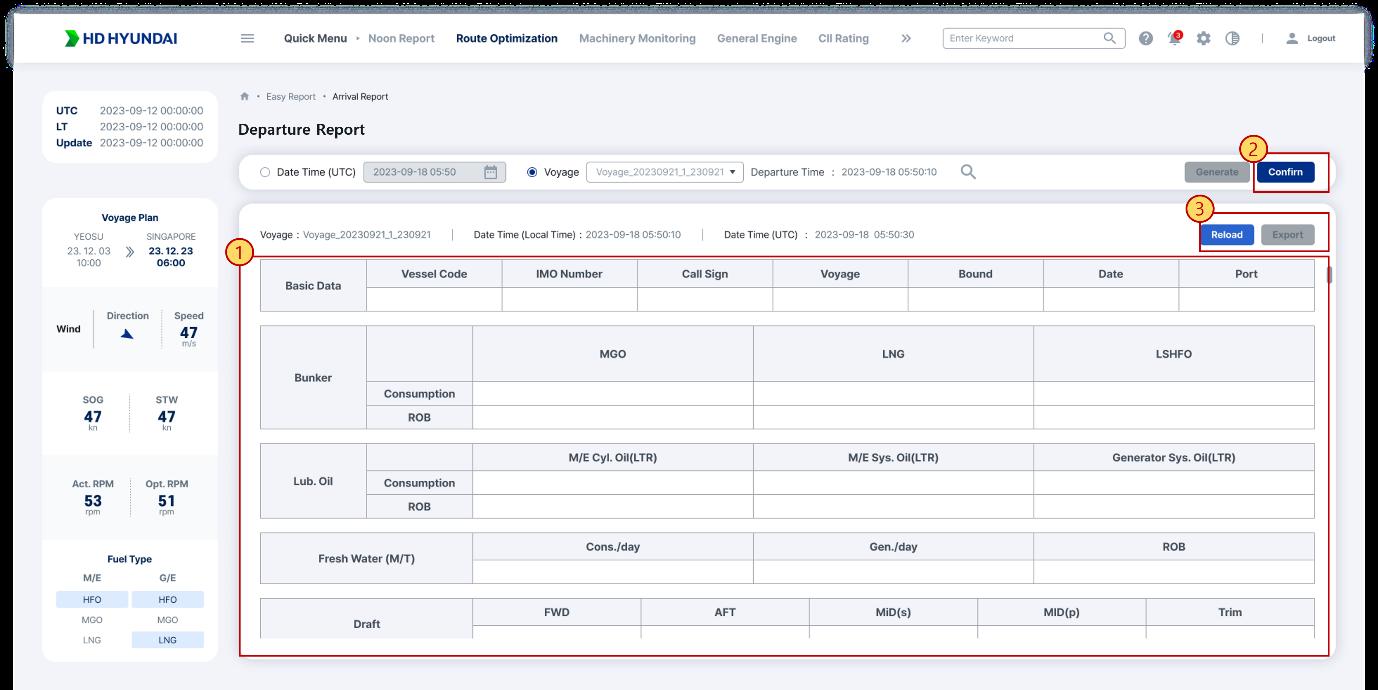 HD HYUNDAI
Quick Menu
Noon Report
Route Optimization
Machinery Monitoring
General Engine
CII Rating
Enter Keyword
3
Logout
UTC 2023-09-12 00:00:00
LT 2023-09-12 00:00:00
Update 2023-09-12 00:00:00
Voyage Plan
YEOSU SINGAPORE
23. 12. 03 23. 12. 23
10:00 06:00
Wind
Direction
Speed
47
m/s
SOG STW
47 47
kn kn
Act. RPM Opt. RPM
53 51
rpm rpm
Fuel Type
M/E G/E
HFO HFO
MGO MGO
LNG LNG
Easy Report • Arrival Report
Departure Report
Date Time (UTC) 2023-09-18 05:50 Voyage Voyage_20230921_1_230921 Departure Time : 2023-09-18 05:50:10
Generate
2
Confirm
Voyage : Voyage_20230921_1_230921 Date Time (Local Time) : 2023-09-18 05:50:10 Date Time (UTC) : 2023-09-18 05:50:30
3
Reload
Export
1
Basic Data
Vessel Code IMO Number Call Sign Voyage Bound Date Port
Bunker
MGO LNG LSHFO
Consumption
ROB
Lub. Oil
M/E Cyl. Oil(LTR) M/E Sys. Oil(LTR) Generator Sys. Oil(LTR)
Consumption
ROB
Fresh Water (M/T)
Cons./day Gen./day ROB
Draft
FWD AFT MiD(s) MID(p) Trim